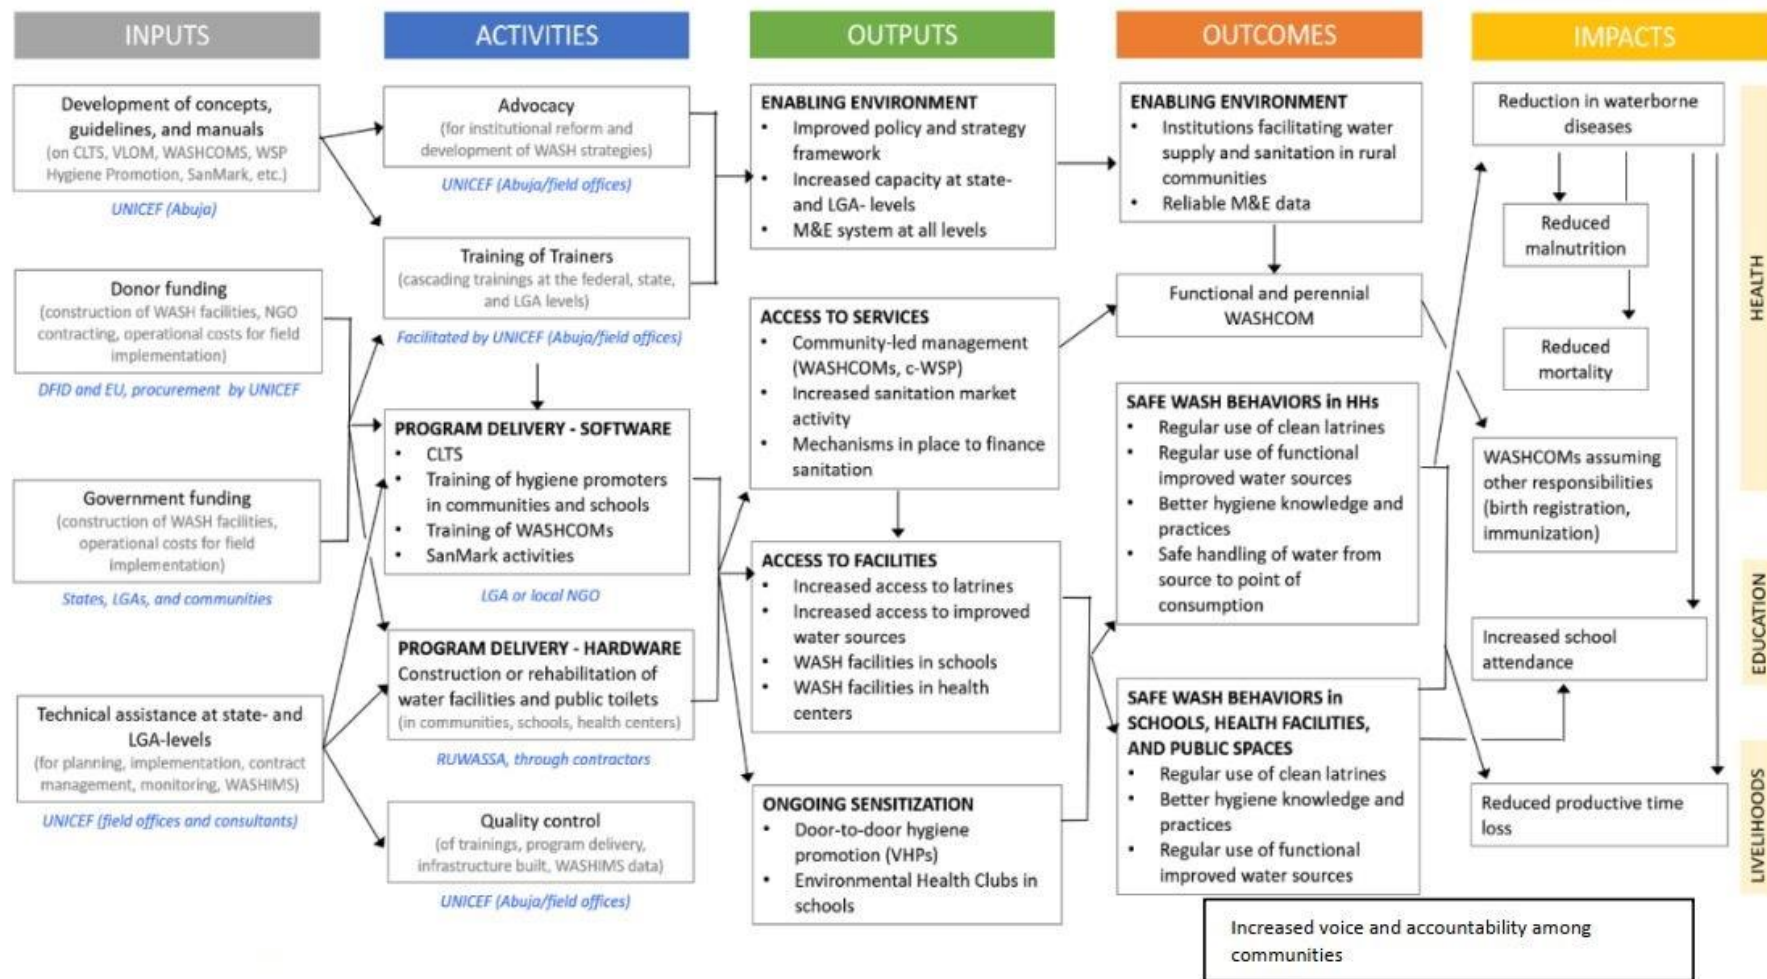 INPUTS
ACTIVITIES
OUTPUTS
OUTCOMES
IMPACTS
Development of concepts,
guidelines, and manuals
(on CLTS, VLOM, WASHCOMS, WSP
Hygiene Promotion, SanMark, etc.)
UNICEF (Abuja)
Donor funding
(construction of WASH facilities, NGO
contracting, operational costs for field
implementation)
DFID and EU, procurement by UNICEF
Government funding
(construction of WASH facilities,
operational costs for field
implementation)
States, LGAs, and communities
Technical assistance at state- and
LGA-levels
(for planning, implementation, contract
management, monitoring, WASHIMS)
UNICEF (field offices and consultants)
Advocacy
(for institutional reform and
development of WASH strategies)
UNICEF (Abuja/field offices)
Training of Trainers
(cascading trainings at the federal, state,
and LGA levels)
Facilitated by UNICEF (Abuja/field offices)
PROGRAM DELIVERY - SOFTWARE
• CLTS
• Training of hygiene promoters
in communities and schools
• Training of WASHCOMs
• SanMark activities
LGA or local NGO
PROGRAM DELIVERY - HARDWARE
Construction or rehabilitation of
water facilities and public toilets
(in communities, schools, health centers)
RUWASSA, through contractors
Quality control
(of trainings, program delivery,
infrastructure built, WASHIMS data)
UNICEF (Abuja/field offices)
ENABLING ENVIRONMENT
• Improved policy and strategy
framework
• Increased capacity at state-
and LGA- levels
• M&E system at all levels
ACCESS TO SERVICES
• Community-led management
(WASHCOMs, c-WSP)
• Increased sanitation market
activity
• Mechanisms in place to finance
sanitation
ACCESS TO FACILITIES
• Increased access to latrines
• Increased access to improved
water sources
• WASH facilities in schools
• WASH facilities in health
centers
ONGOING SENSITIZATION
• Door-to-door hygiene
promotion (VHPs)
• Environmental Health Clubs in
schools
ENABLING ENVIRONMENT
• Institutions facilitating water
supply and sanitation in rural
communities
• Reliable M&E data
Functional and perennial
WASHCOM
SAFE WASH BEHAVIORS in HHs
• Regular use of clean latrines
• Regular use of functional
improved water sources
• Better hygiene knowledge and
practices
• Safe handling of water from
source to point of
consumption
SAFE WASH BEHAVIORS in
SCHOOLS, HEALTH FACILITIES,
AND PUBLIC SPACES
• Regular use of clean latrines
• Better hygiene knowledge and
practices
• Regular use of functional
improved water sources
Increased voice and accountability among
communities
Reduction in waterborne
diseases
Reduced
malnutrition
Reduced
mortality
WASHCOMs assuming
other responsibilities
(birth registration,
immunization)
Increased school
attendance
Reduced productive time
loss
HEALTH
EDUCATION
LIVELIHOODS